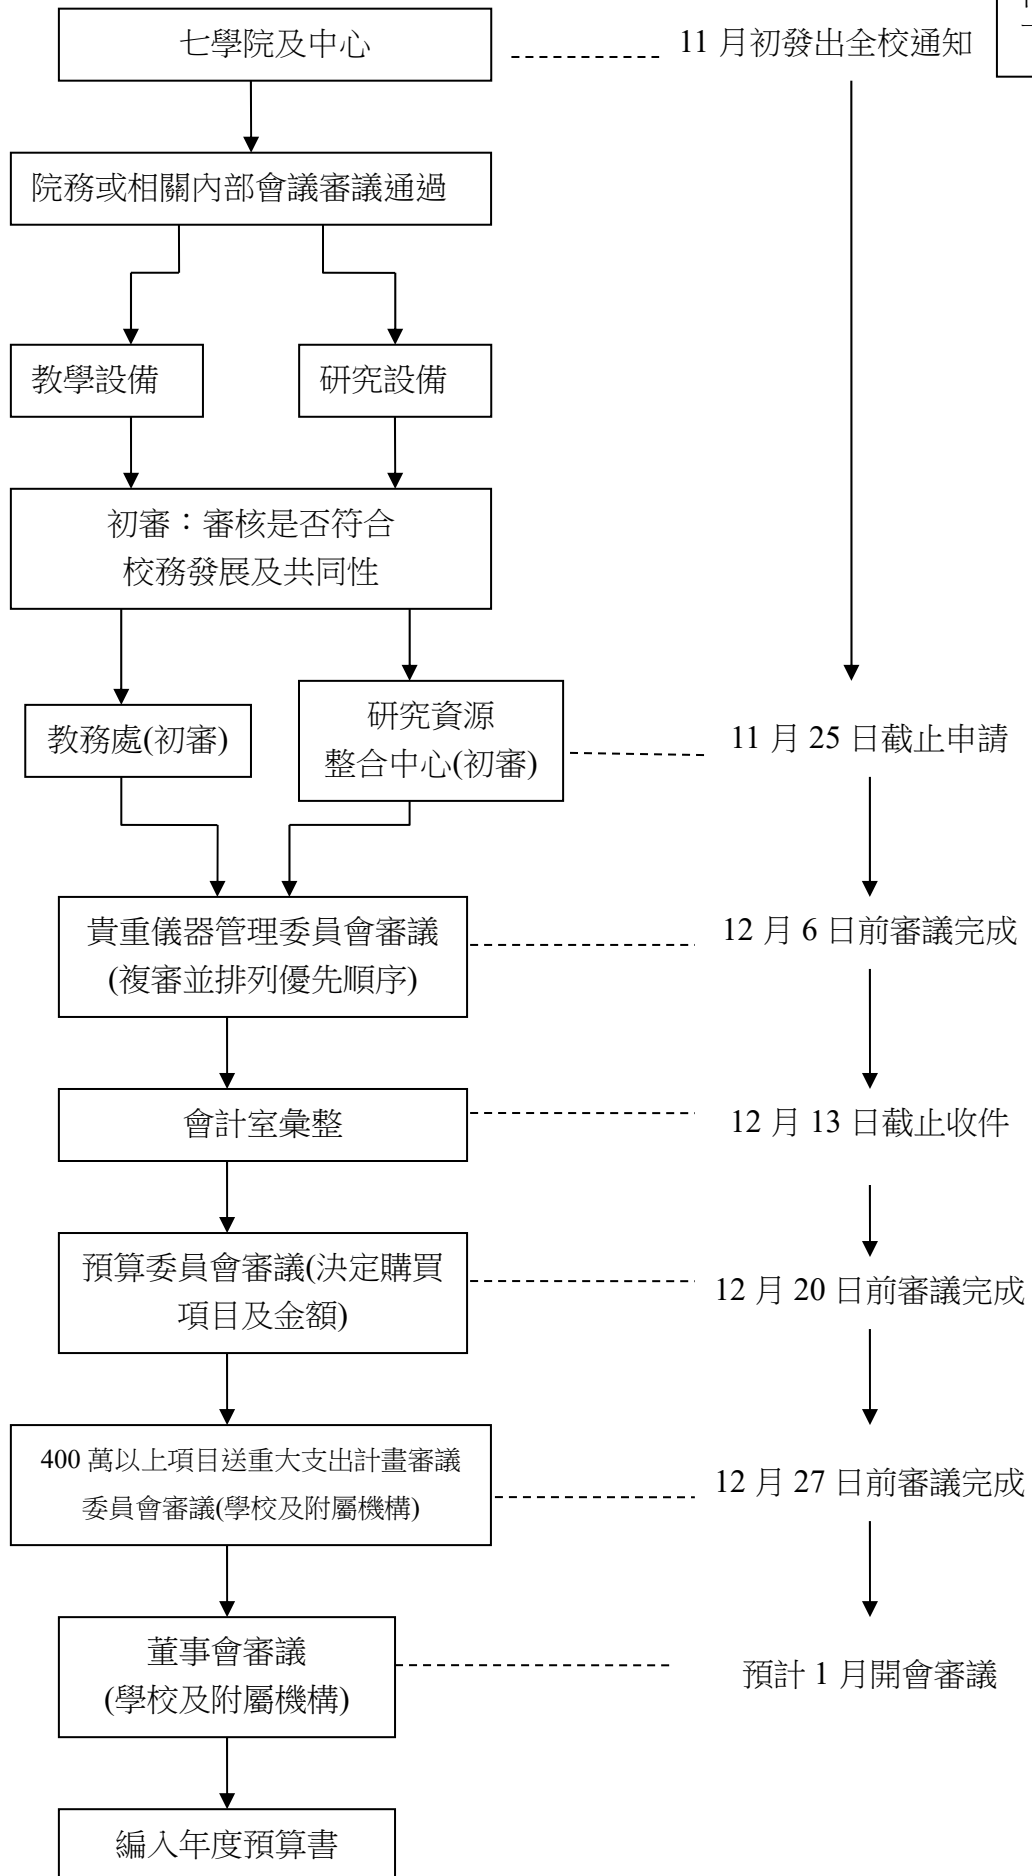 七學院及中心
11 月初發出全校通知
院務或相關內部會議審議通過
教學設備
研究設備
初審：審核是否符合
校務發展及共同性
教務處(初審)
研究資源
整合中心(初審)
11 月 25 日截止申請
貴重儀器管理委員會審議
(複審並排列優先順序)
12 月 6 日前審議完成
會計室彙整
12 月 13 日截止收件
預算委員會審議(決定購買
項目及金額)
12 月 20 日前審議完成
400 萬以上項目送重大支出計畫審議
委員會審議(學校及附屬機構)
12 月 27 日前審議完成
董事會審議
(學校及附屬機構)
預計 1 月開會審議
編入年度預算書